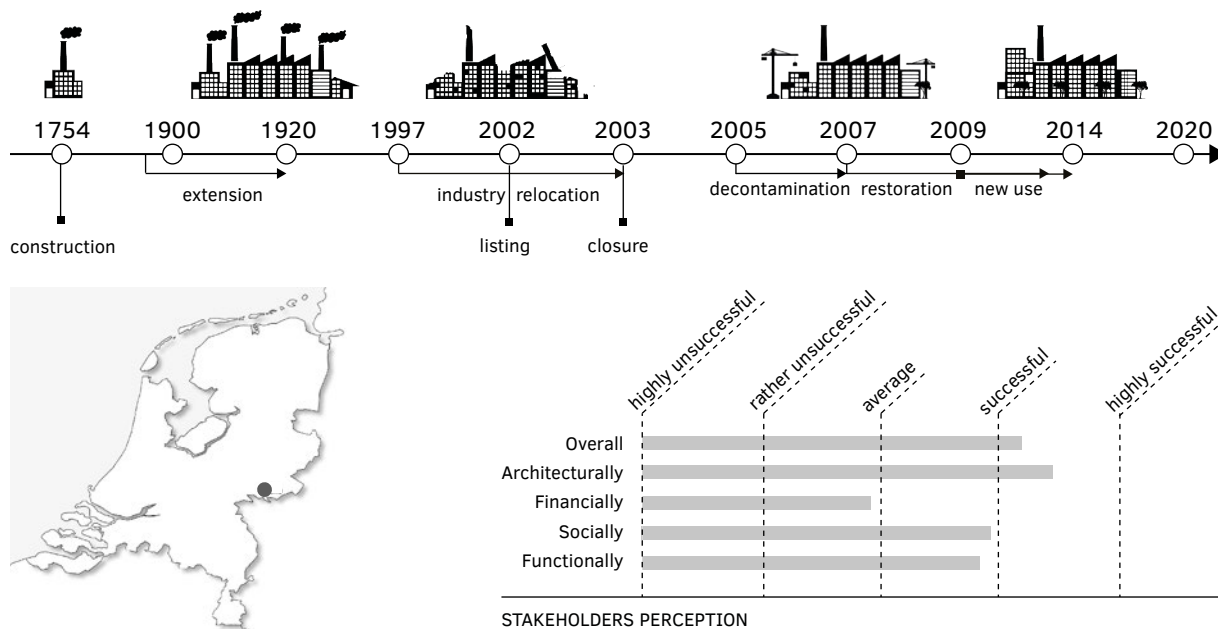 1754 1900 1920 1997 2002 2003 2005 2007 2009 2014 2020
extension industry relocation decontamination restoration new use
construction listing closure
highly unsuccessful
rather unsuccessful
average
successful
highly successful
Overall
Architecturally
Financially
Socially
Functionally
STAKEHOLDERS PERCEPTION